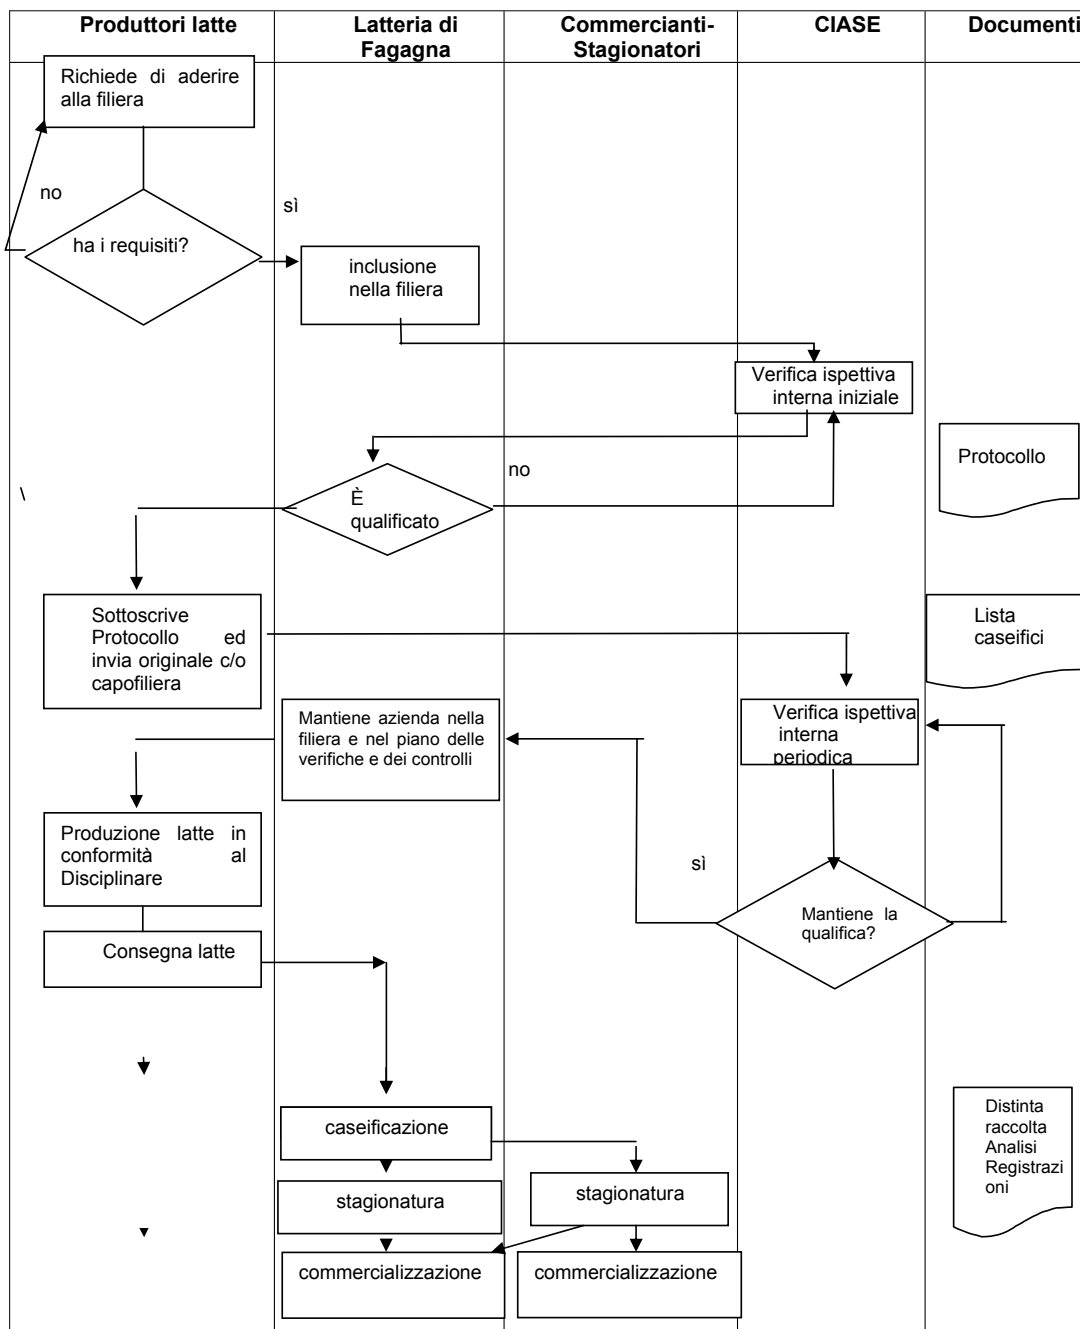 Produttori latte
Latteria di
Fagagna
Commercianti-
Stagionatori
CIASE
Documenti
Richiede di aderire
alla filiera
no
sì
ha i requisiti?
inclusione
nella filiera
Verifica ispettiva
interna iniziale
Protocollo
no
È
qualificato
\
Sottoscrive
Protocollo ed
invia originale c/o
capofiliera
Lista
caseifici
Mantiene azienda nella
filiera e nel piano delle
verifiche e dei controlli
Verifica ispettiva
interna
periodica
Produzione latte in
conformità al
Disciplinare
sì
Mantiene la
qualifica?
Consegna latte
Distinta
raccolta
Analisi
Registrazi
oni
caseificazione
stagionatura
stagionatura
commercializzazione
commercializzazione